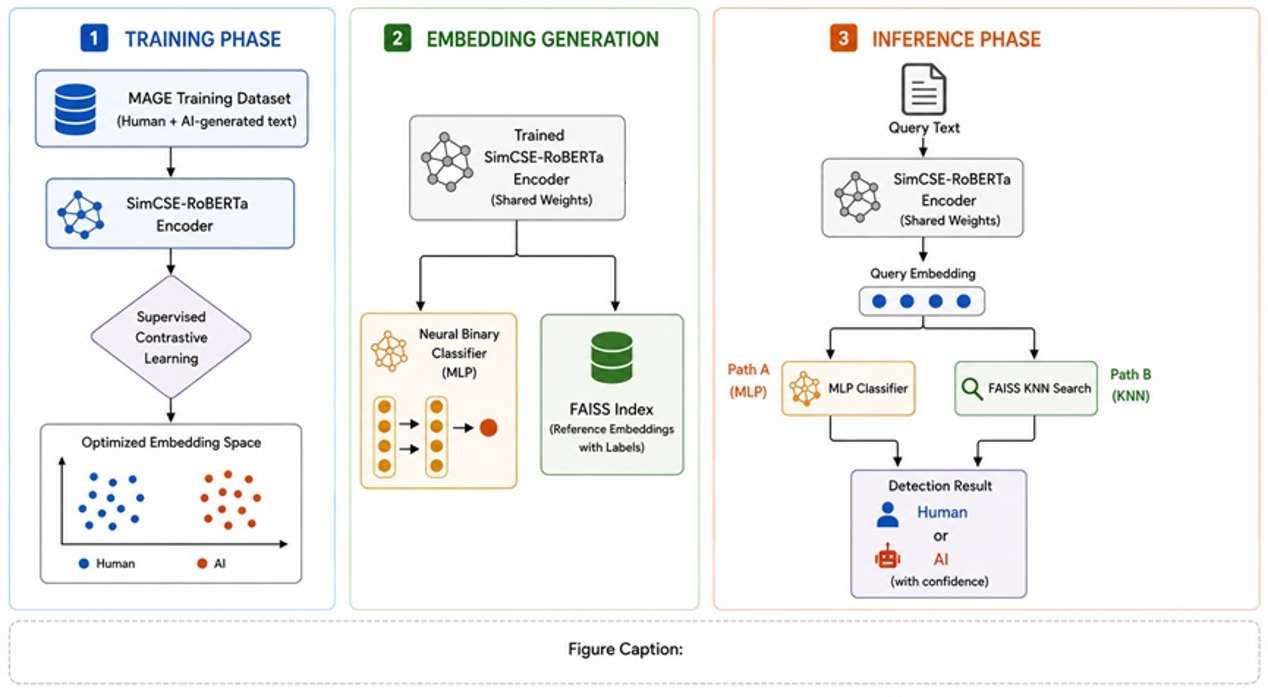 1 TRAINING PHASE
MAGE Training Dataset
(Human + AI-generated text)
SimCSE-RoBERTa
Encoder
Supervised
Contrastive
Learning
Optimized Embedding Space
Human
AI
2 EMBEDDING GENERATION
Trained
SimCSE-RoBERTa
Encoder
(Shared Weights)
Neural Binary
Classifier
(MLP)
FAISS Index
(Reference Embeddings
with Labels)
3 INFERENCE PHASE
Query Text
SimCSE-RoBERTa
Encoder
(Shared Weights)
Query Embedding
Path A
(MLP)
MLP Classifier
FAISS KNN Search
Path B
(KNN)
Detection Result
Human
or
AI
(with confidence)
Figure Caption: